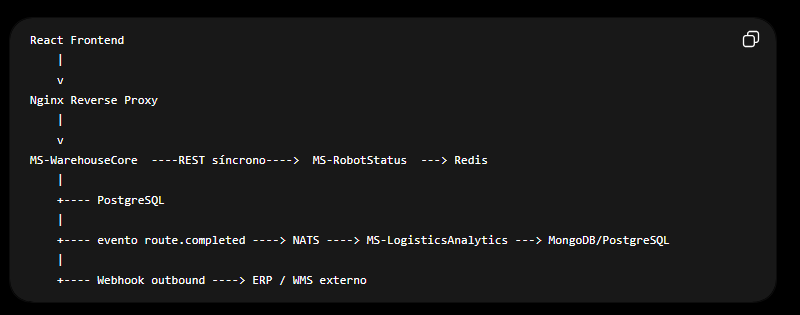 React Frontend
|
v
Nginx Reverse Proxy
|
v
MS-WarehouseCore  ----REST síncrono---->  MS-RobotStatus  ---> Redis
|
+---- PostgreSQL
|
+---- evento route.completed ----> NATS ----> MS-LogisticsAnalytics ---> MongoDB/PostgreSQL
|
+---- Webhook outbound ----> ERP / WMS externo